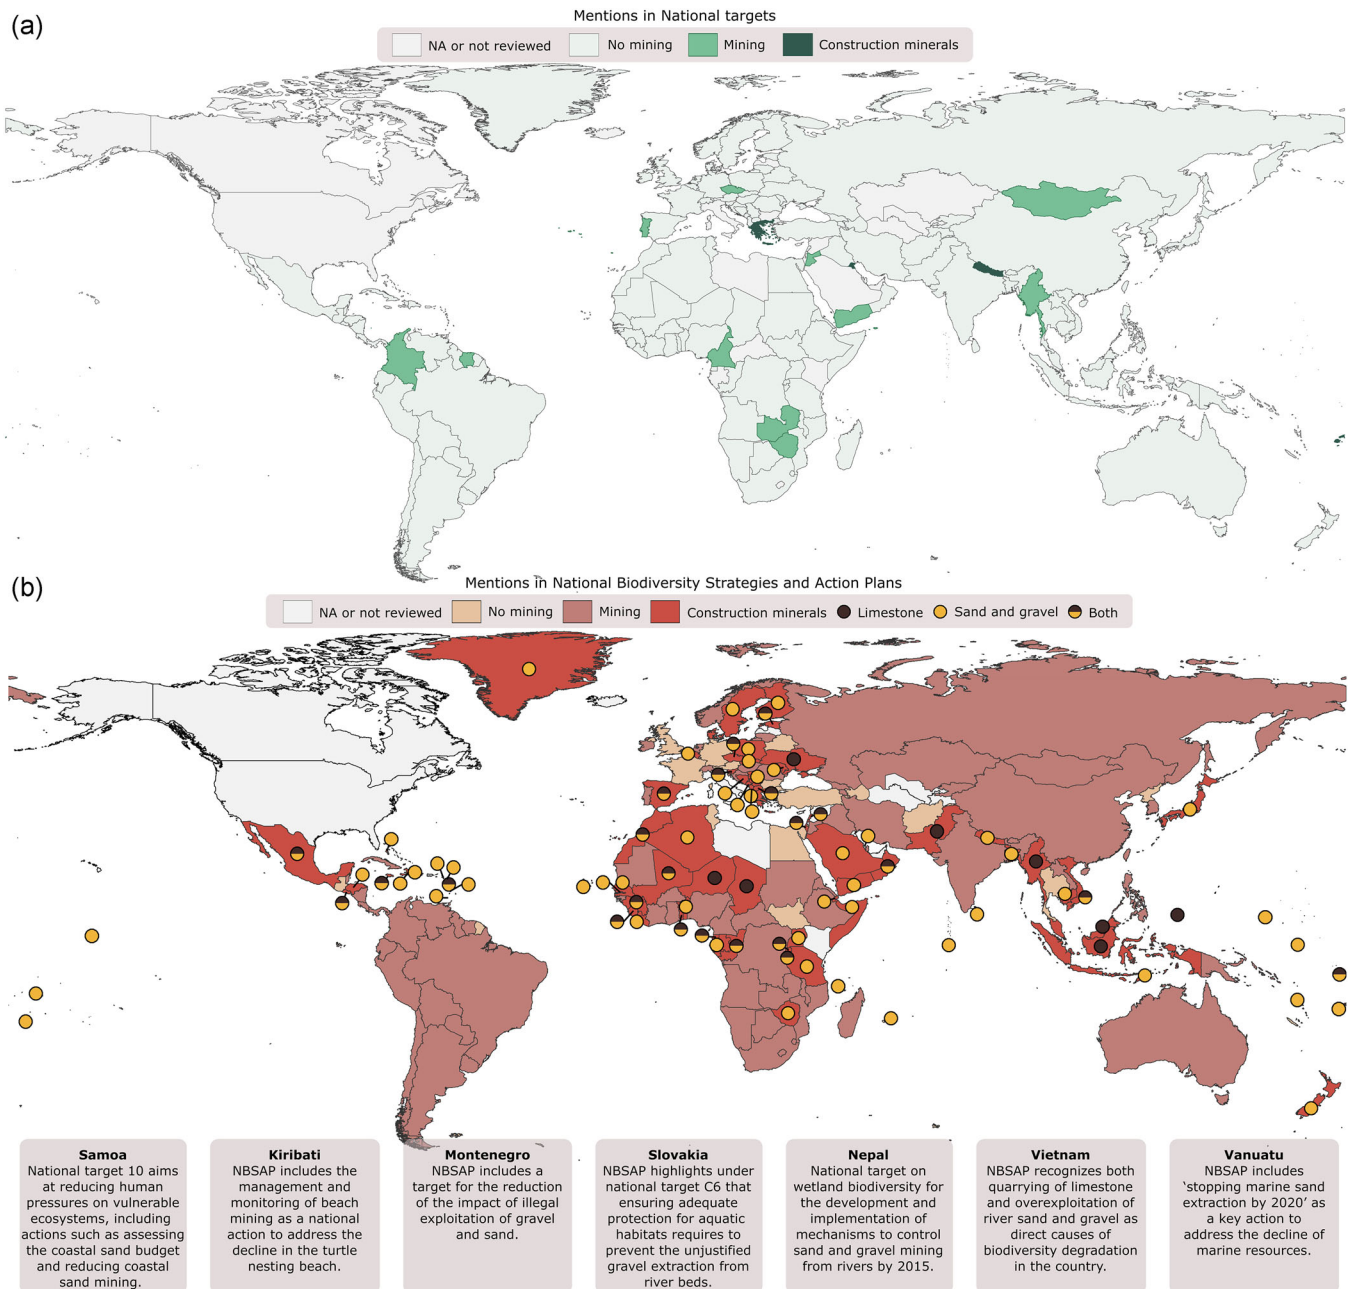 (a)
Mentions in National targets
NA or not reviewed
No mining
Mining
Construction minerals
(b)
Mentions in National Biodiversity Strategies and Action Plans
NA or not reviewed
No mining
Mining
Construction minerals
Limestone
Sand and gravel
Both
Samoa
National target 10 aims
at reducing human
pressures on vulnerable
ecosystems, including
actions such as assessing
the coastal sand budget
and reducing coastal
sand mining.
Kiribati
NBSAP includes the
management and
monitoring of beach
mining as a national
action to address the
decline in the turtle
nesting beach.
Montenegro
NBSAP includes a
target for the reduction
of the impact of illegal
exploitation of gravel
and sand.
Slovakia
NBSAP highlights under
national target C6 that
ensuring adequate
protection for aquatic
habitats requires to
prevent the unjustified
gravel extraction from
river beds.
Nepal
National target on
wetland biodiversity for
the development and
implementation of
mechanisms to control
sand and gravel mining
from rivers by 2015.
Vietnam
NBSAP recognizes both
quarrying of limestone
and overexploitation of
river sand and gravel as
direct causes of
biodiversity degradation
in the country.
Vanuatu
NBSAP includes
‘stopping marine sand
extraction by 2020’ as
a key action to
address the decline of
marine resources.